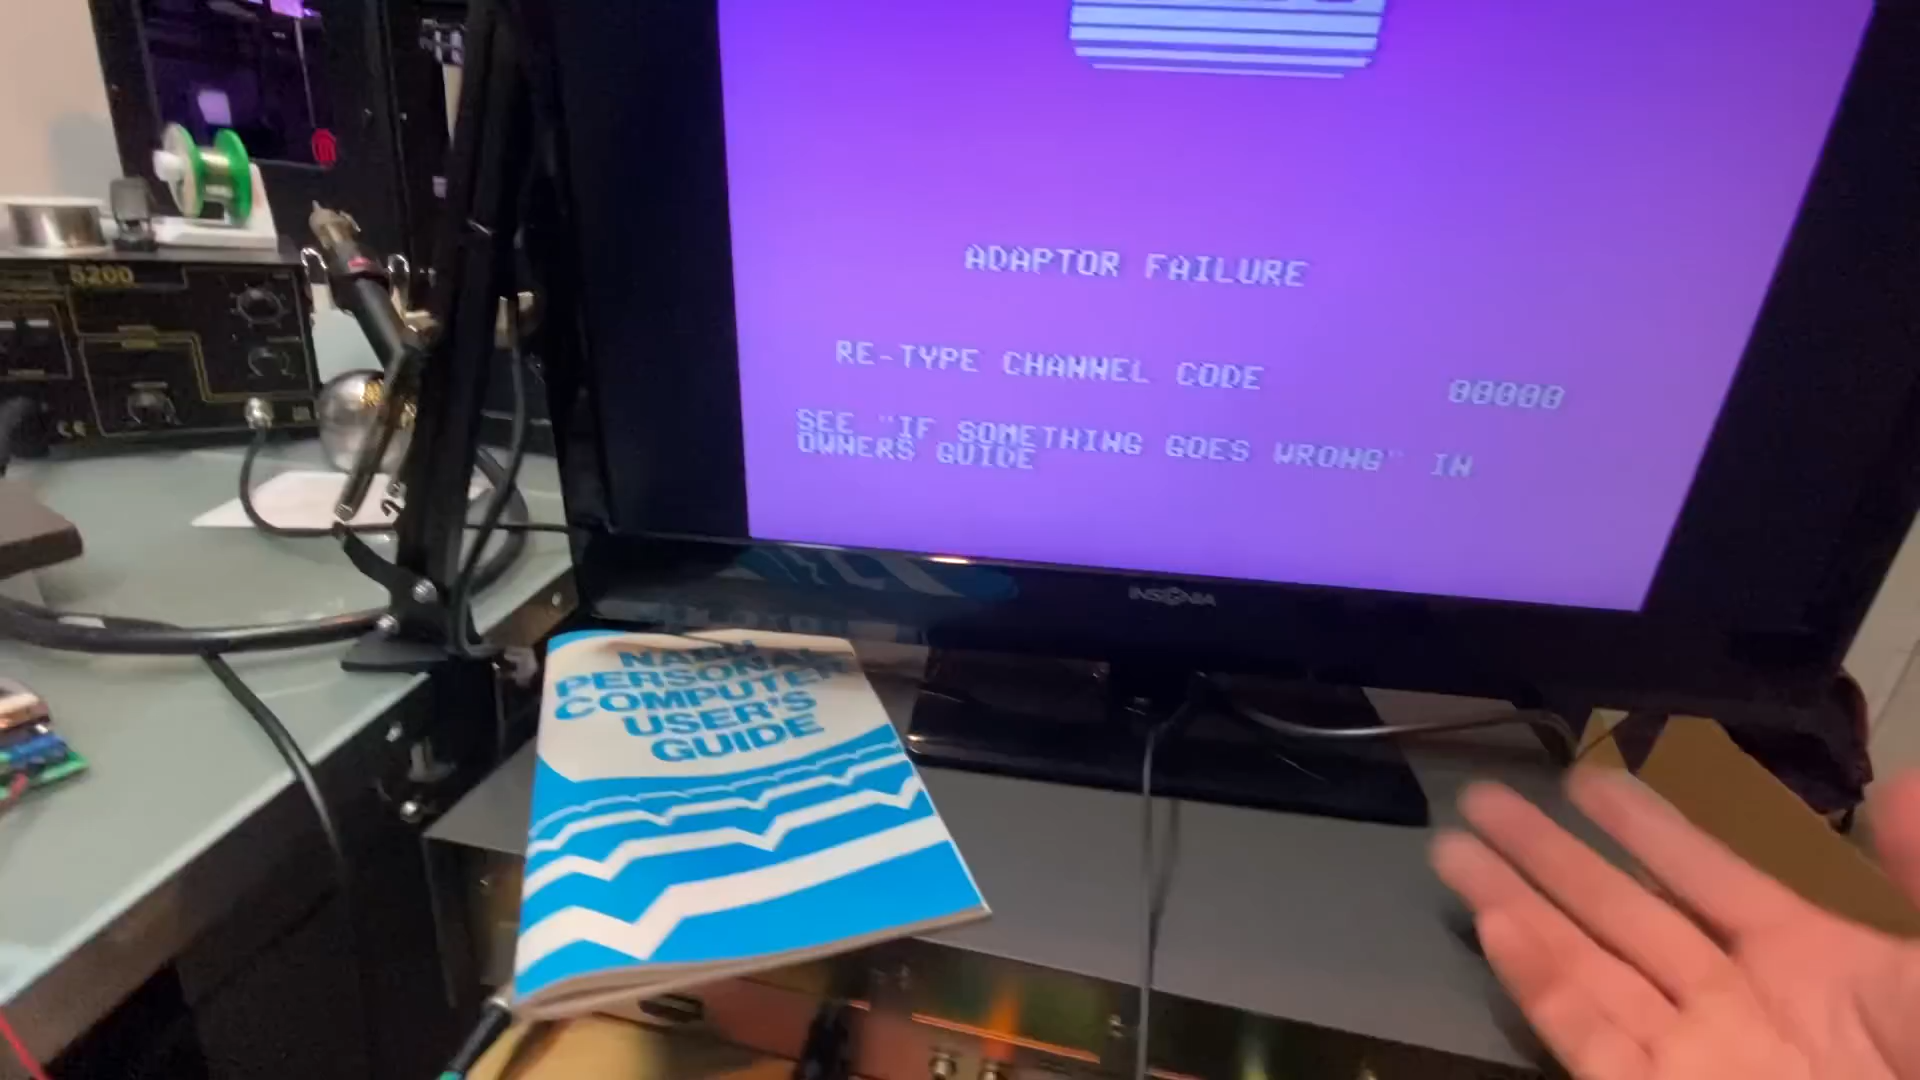 5200
ADAPTOR FAILURE
RE-TYPE CHANNEL CODE 00000
SEE "IF SOMETHING GOES WRONG" IN
OWNERS GUIDE
INSIGNIA
NABU
PERSONAL
COMPUTER
USER'S
GUIDE